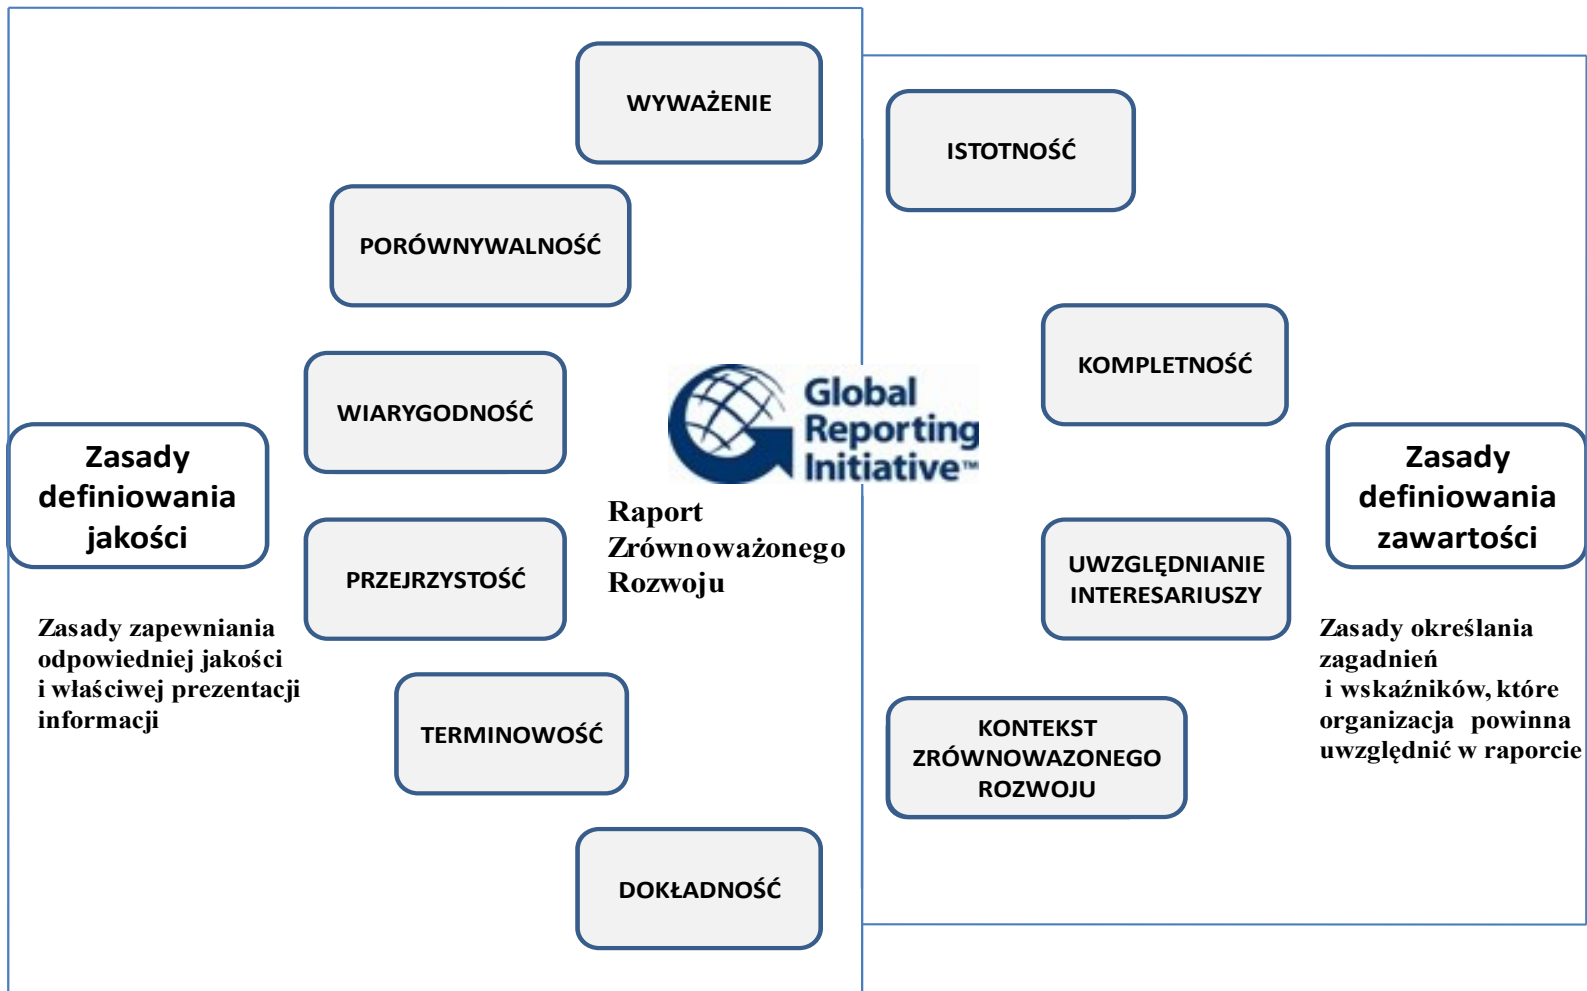 WYWAŻENIE
PORÓWNYWALNOŚĆ
WIARYGODNOŚĆ
Zasady
definiowania
jakości
PRZEJRZYSTOŚĆ
Zasady zapewniania
odpowiedniej jakości
i właściwej prezentacji
informacji
TERMINOWOŚĆ
DOKŁADNOŚĆ
Global
Reporting
Initiative™
Raport
Zrównoważonego
Rozwoju
ISTOTNOŚĆ
KOMPLETNOŚĆ
UWZGLĘDNIANIE
INTERESARIUSZY
KONTEKST
ZRÓWNOWAZONEGO
ROZWOJU
Zasady
definiowania
zawartości
Zasady określania
zagadnień
i wskaźników, które
organizacja powinna
uwzględnić w raporcie